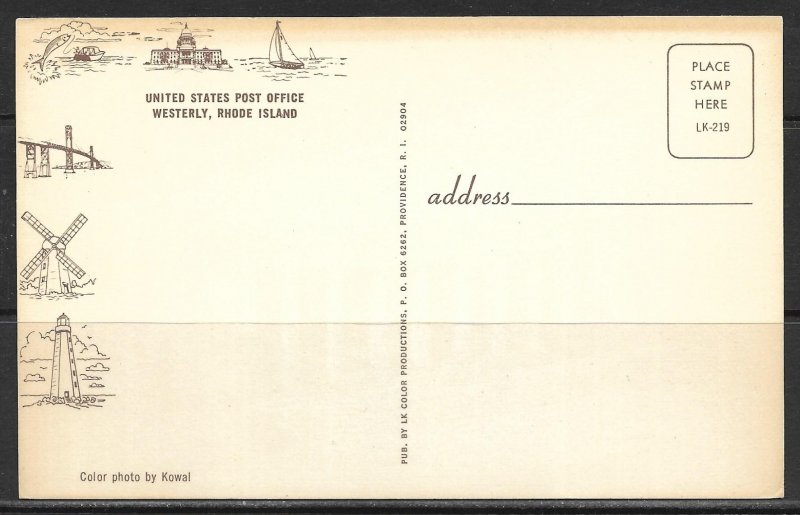 UNITED STATES POST OFFICE
WESTERLY, RHODE ISLAND
PLACE
STAMP
HERE
LK-219
address
PUB. BY LK COLOR PRODUCTIONS, P. O. BOX 6262, PROVIDENCE, R. I. 02904
Color photo by Kowal